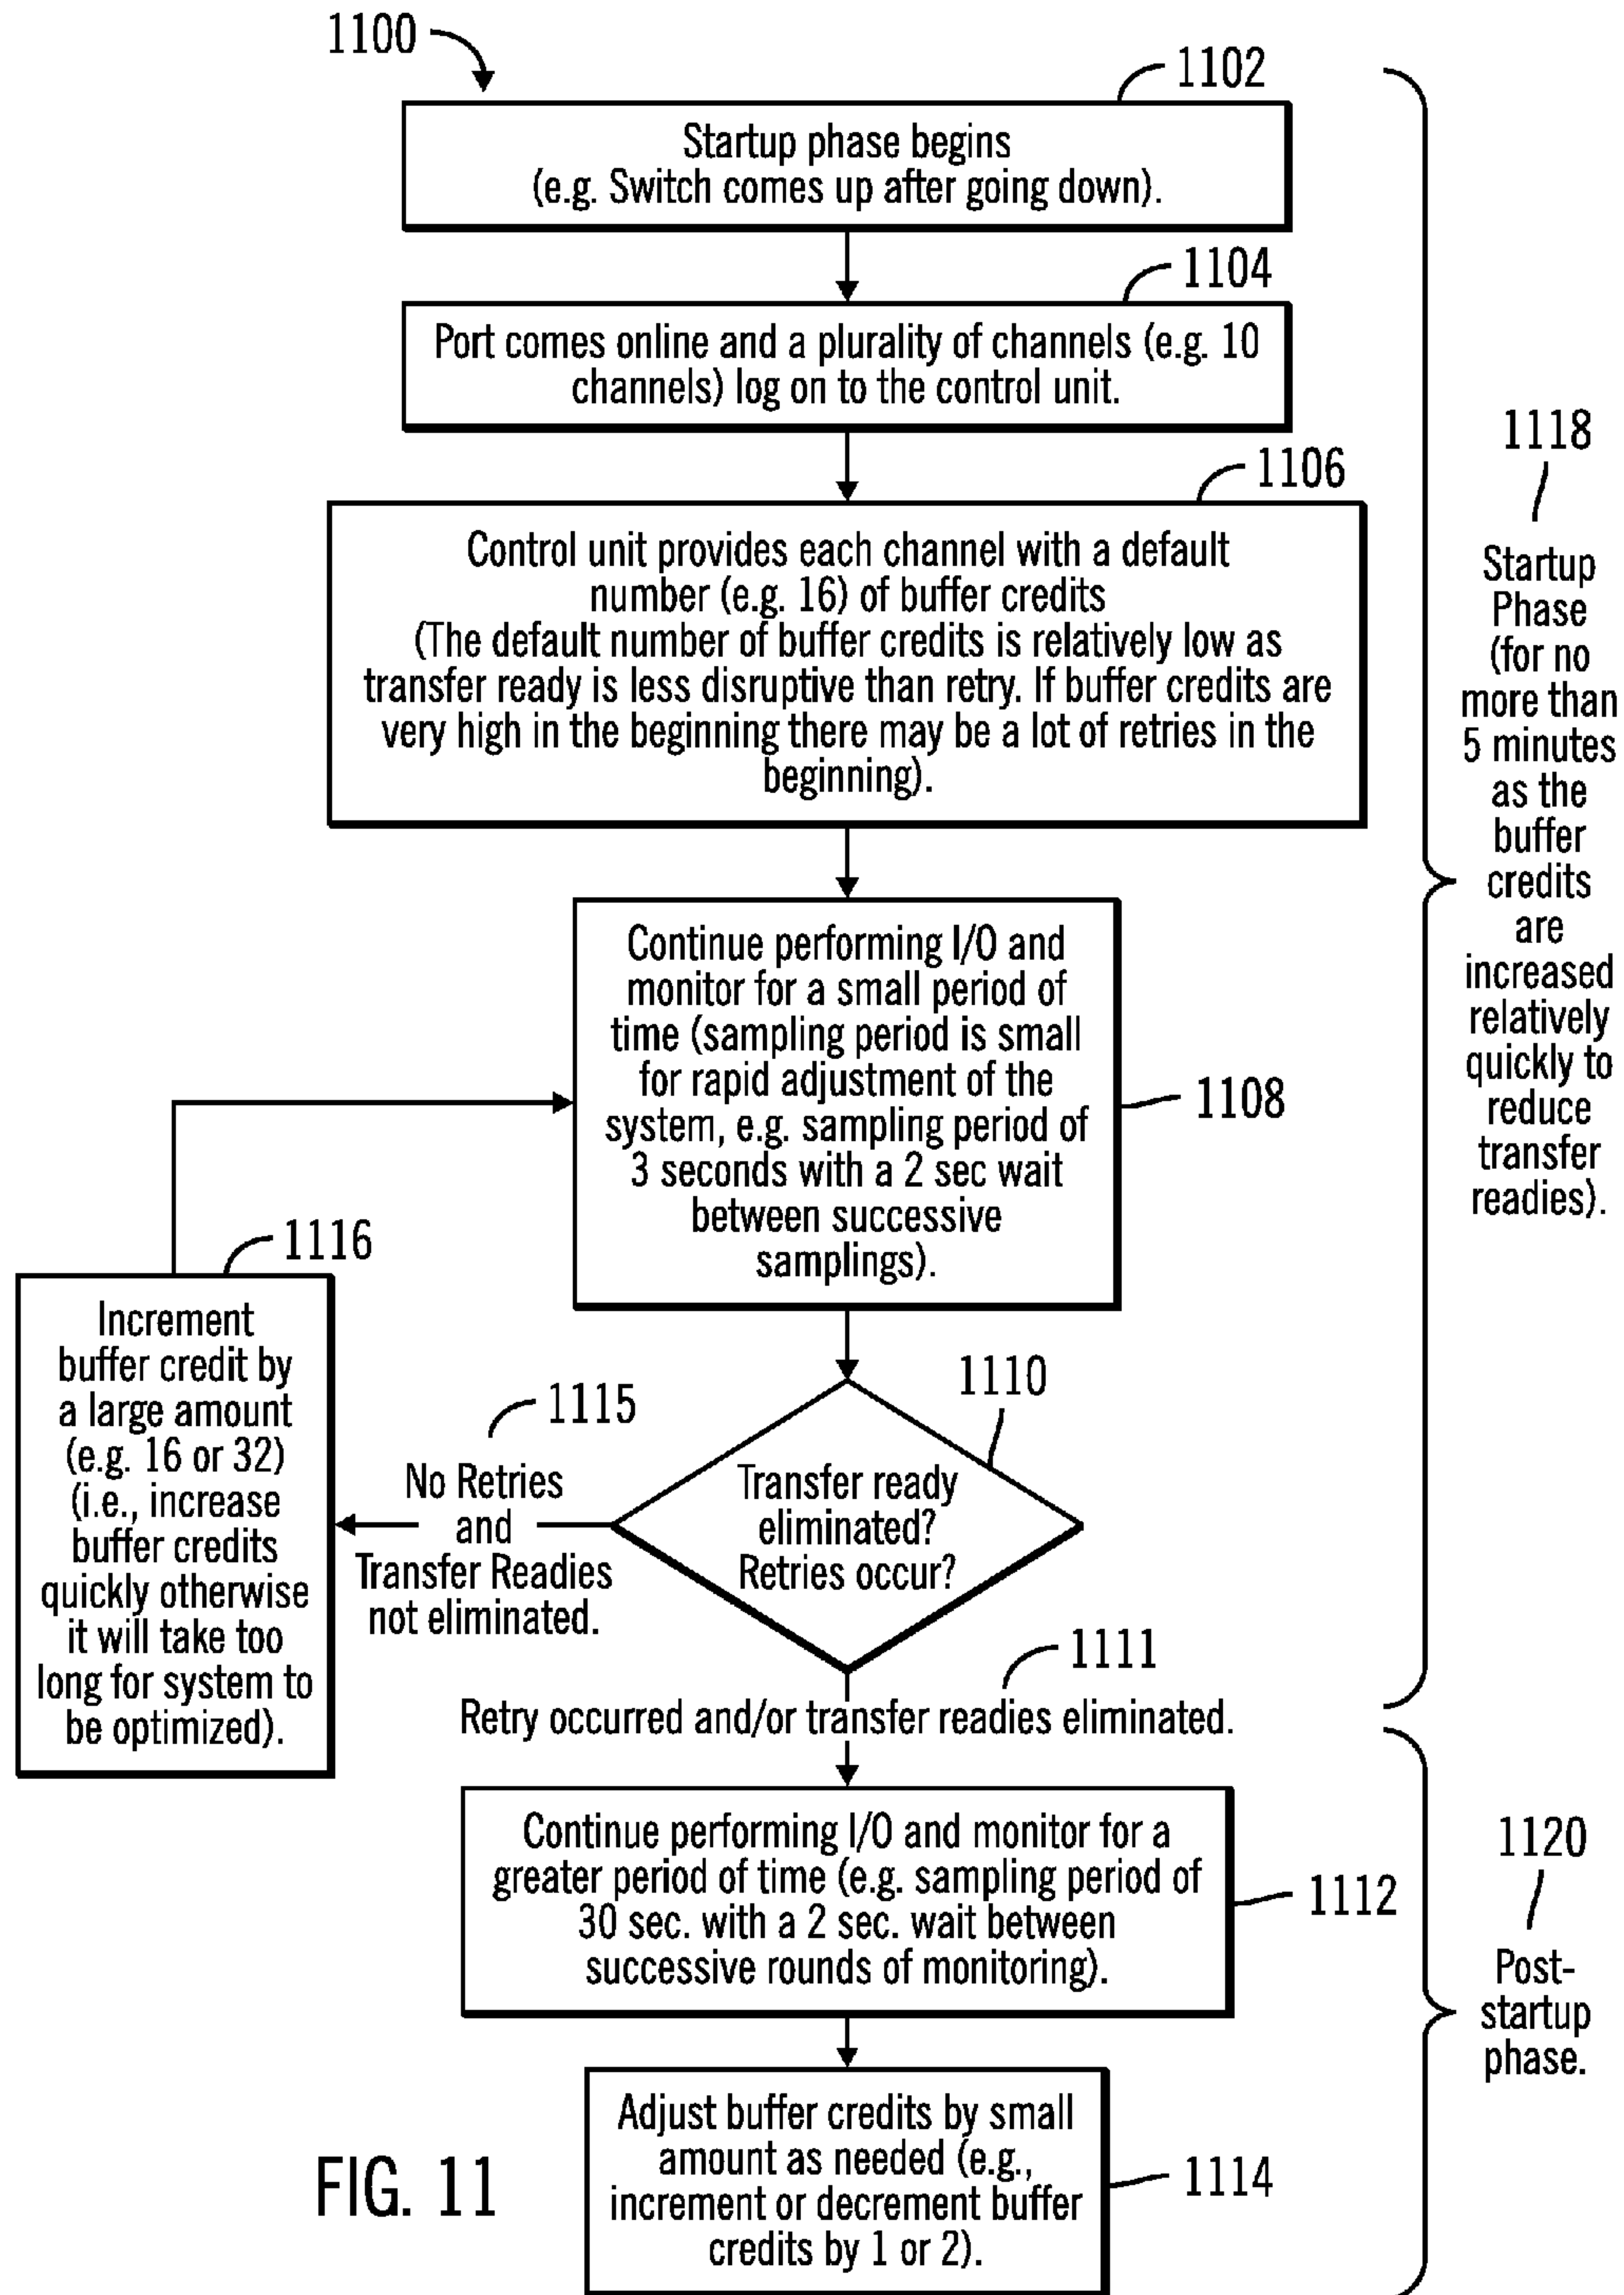 1100
1102
Startup phase begins
(e.g. Switch comes up after going down).
1104
Port comes online and a plurality of channels (e.g. 10
channels) log on to the control unit.
1106
Control unit provides each channel with a default
number (e.g. 16) of buffer credits
(The default number of buffer credits is relatively low as
transfer ready is less disruptive than retry. If buffer credits are
very high in the beginning there may be a lot of retries in the
beginning).
1108
Continue performing I/O and
monitor for a small period of
time (sampling period is small
for rapid adjustment of the
system, e.g. sampling period of
3 seconds with a 2 sec wait
between successive
samplings).
1110
Transfer ready
eliminated?
Retries occur?
1115
No Retries
and
Transfer Readies
not eliminated.
1116
Increment
buffer credit by
a large amount
(e.g. 16 or 32)
(i.e., increase
buffer credits
quickly otherwise
it will take too
long for system to
be optimized).
1111
Retry occurred and/or transfer readies eliminated.
1112
Continue performing I/O and monitor for a
greater period of time (e.g. sampling period of
30 sec. with a 2 sec. wait between
successive rounds of monitoring).
1114
Adjust buffer credits by small
amount as needed (e.g.,
increment or decrement buffer
credits by 1 or 2).
1118
Startup
Phase
(for no
more than
5 minutes
as the
buffer
credits
are
increased
relatively
quickly to
reduce
transfer
readies).
1120
Post-
startup
phase.
FIG. 11